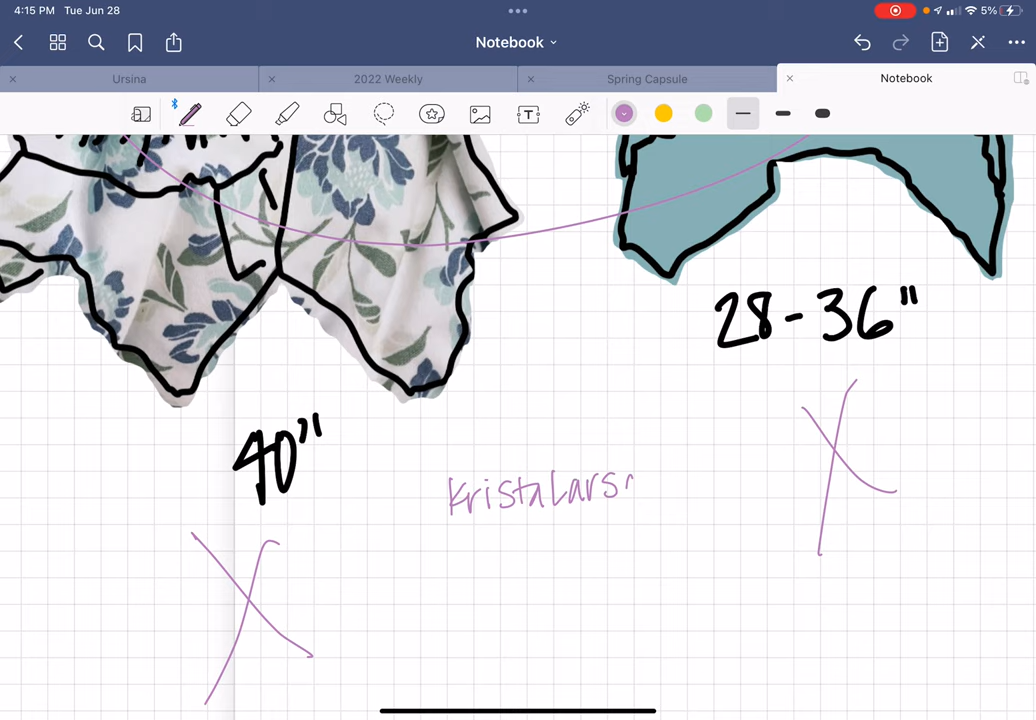 4:15 PM Tue Jun 28
5%
Notebook
Ursina
2022 Weekly
Spring Capsule
Notebook
T
28-36"
40"
KristaLars